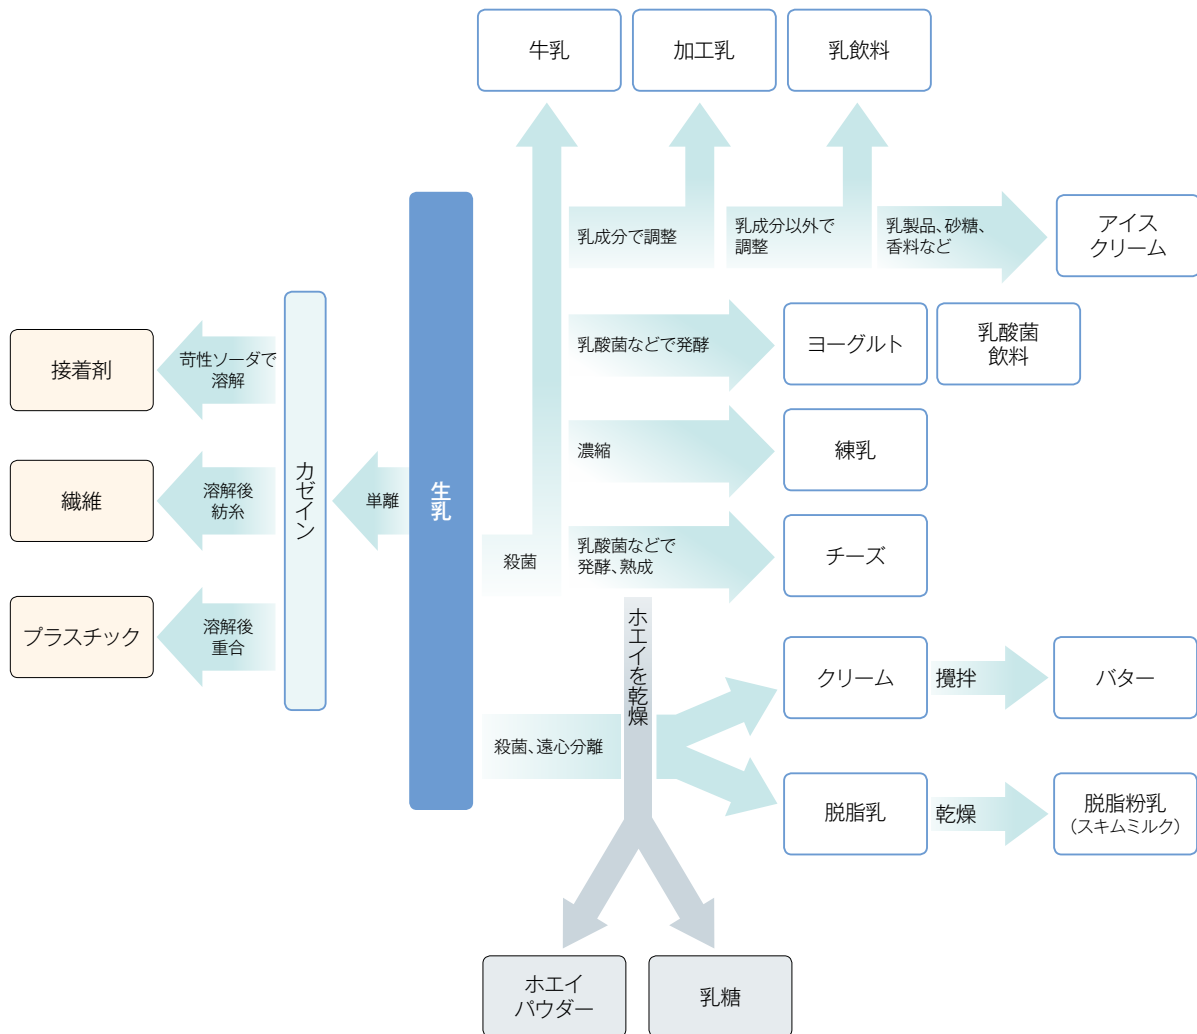 牛乳
加工乳
乳飲料
乳成分で調整
乳成分以外で
調整
乳製品、砂糖、
香料など
アイス
クリーム
乳酸菌などで発酵
ヨーグルト
乳酸菌
飲料
濃縮
練乳
乳酸菌などで
発酵、熟成
チーズ
殺菌
生乳
単離
カゼイン
苛性ソーダで
溶解
接着剤
溶解後
紡糸
繊維
溶解後
重合
プラスチック
ホエイを乾燥
殺菌、遠心分離
クリーム
攪拌
バター
脱脂乳
乾燥
脱脂粉乳
（スキムミルク）
ホエイ
パウダー
乳糖